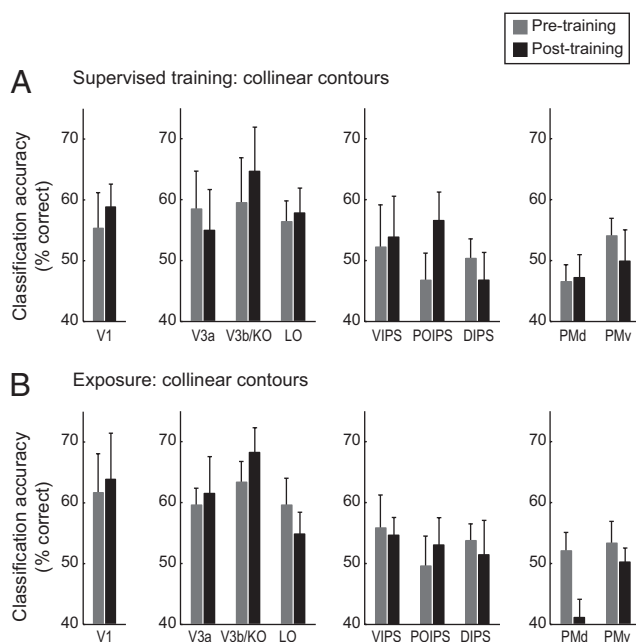 Pre-training
Post-training
A Supervised training: collinear contours
Classification accuracy
(% correct)
70
60
50
40
70
60
50
40
70
60
50
40
70
60
50
40
V1
V3a V3b/KO LO
VIPS POIPS DIPS
PMd PMv
B Exposure: collinear contours
Classification accuracy
(% correct)
70
60
50
40
70
60
50
40
70
60
50
40
70
60
50
40
V1
V3a V3b/KO LO
VIPS POIPS DIPS
PMd PMv